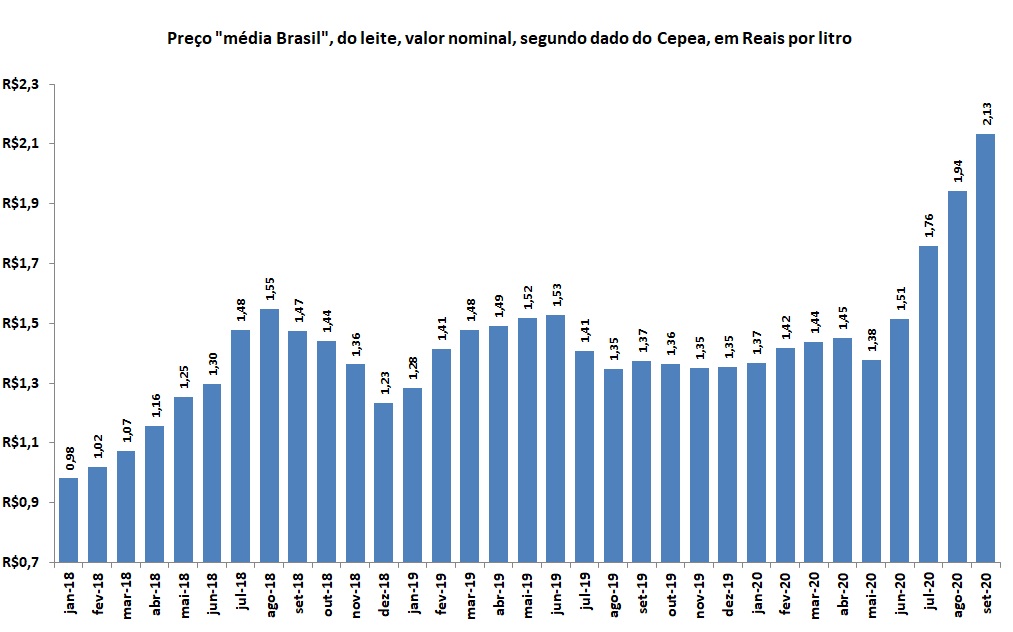 Preço "média Brasil", do leite, valor nominal, segundo dado do Cepea, em Reais por litro
R$2,3
R$2,1
R$1,9
R$1,7
R$1,5
R$1,3
R$1,1
R$0,9
R$0,7
0,98
1,02
1,07
1,16
1,25
1,30
1,48
1,55
1,47
1,44
1,36
1,23
1,28
1,41
1,48
1,49
1,52
1,53
1,41
1,35
1,37
1,36
1,35
1,35
1,37
1,42
1,44
1,45
1,38
1,51
1,76
1,94
2,13
jan-18
fev-18
mar-18
abr-18
mai-18
jun-18
jul-18
ago-18
set-18
out-18
nov-18
dez-18
jan-19
fev-19
mar-19
abr-19
mai-19
jun-19
jul-19
ago-19
set-19
out-19
nov-19
dez-19
jan-20
fev-20
mar-20
abr-20
mai-20
jun-20
jul-20
ago-20
set-20